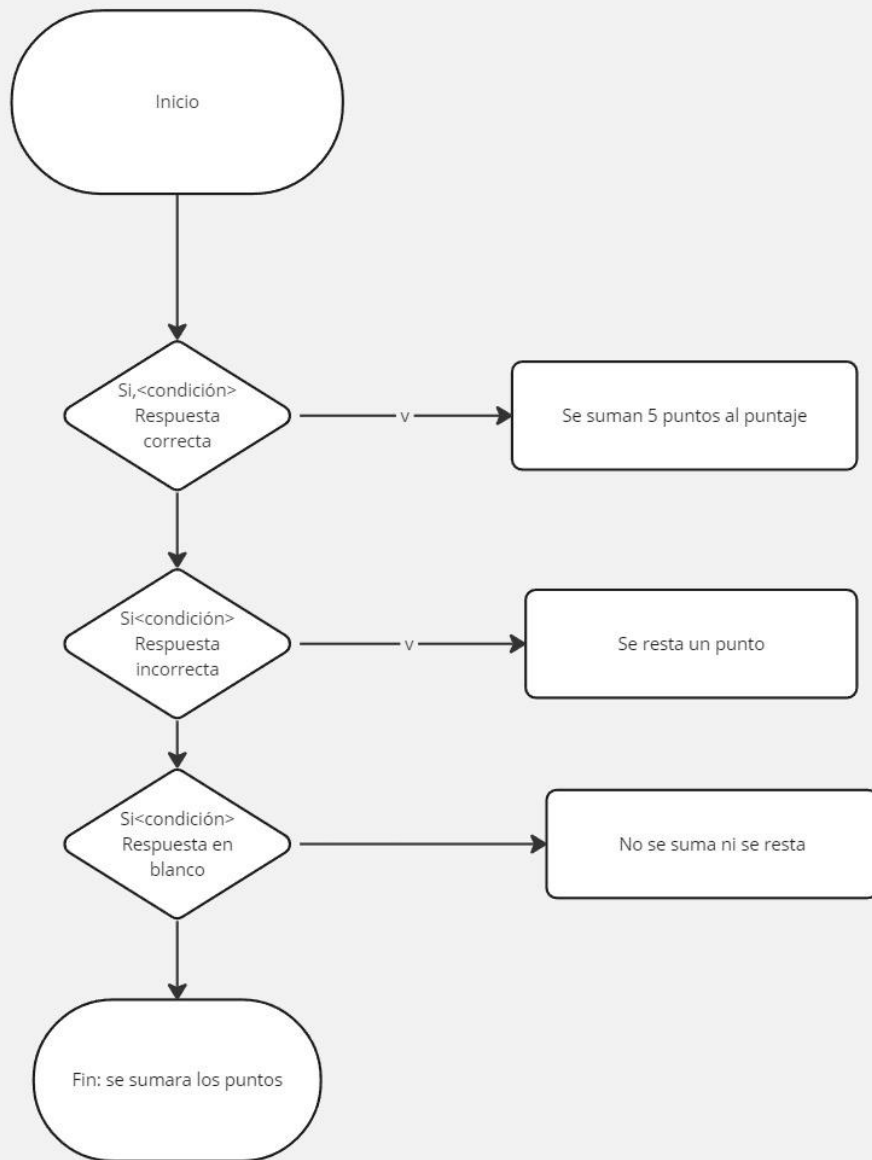 Inicio
Si,<condición>
Respuesta
correcta
v
Se suman 5 puntos al puntaje
Si<condición>
Respuesta
incorrecta
v
Se resta un punto
Si<condición>
Respuesta en
blanco
No se suma ni se resta
Fin: se sumara los puntos